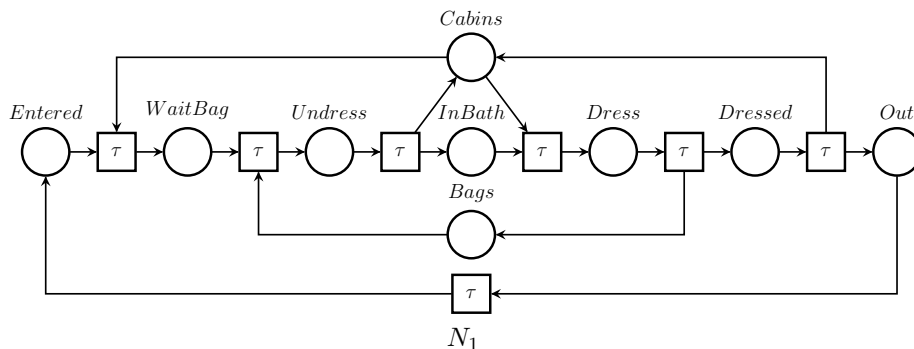 Cabins
Entered WaitBag Undress InBath Dress Dressed Out
τ τ τ τ τ τ
Bags
τ
N1